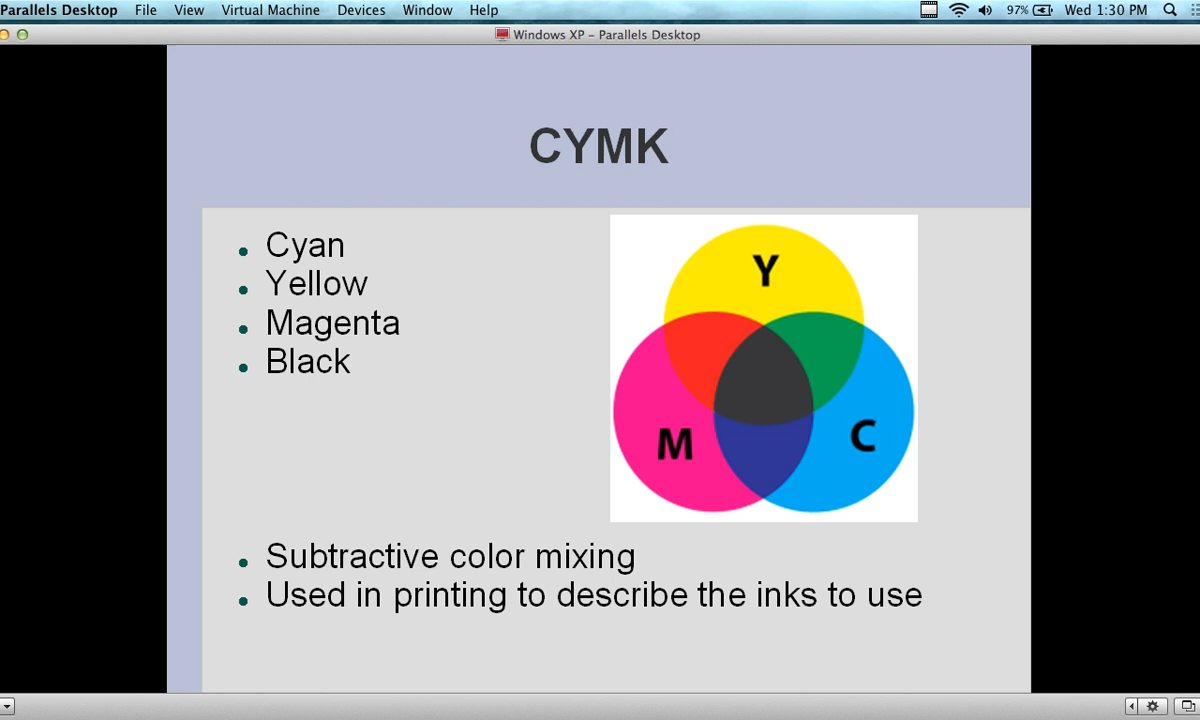 Parallels Desktop File View Virtual Machine Devices Window Help 97% Wed 1:30 PM
Windows XP – Parallels Desktop
CYMK
Cyan
Yellow
Magenta
Black
Y
M
C
Subtractive color mixing
Used in printing to describe the inks to use